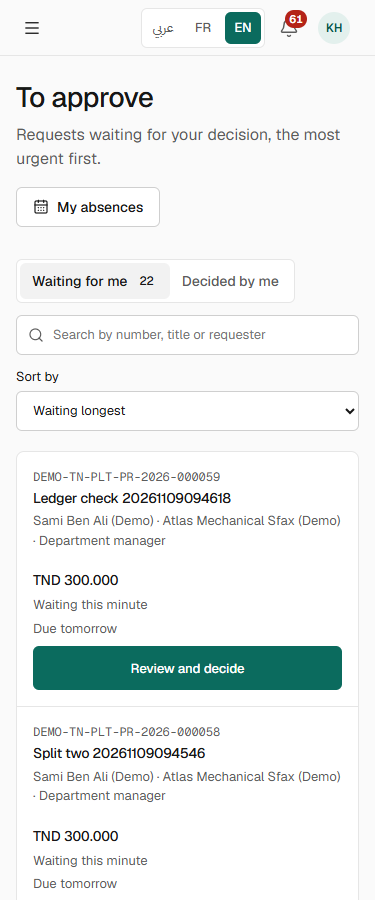 عربي FR EN 61 KH
To approve
Requests waiting for your decision, the most
urgent first.
My absences
Waiting for me 22 Decided by me
Search by number, title or requester
Sort by
Waiting longest
DEMO-TN-PLT-PR-2026-000059
Ledger check 20261109094618
Sami Ben Ali (Demo) · Atlas Mechanical Sfax (Demo)
· Department manager
TND 300.000
Waiting this minute
Due tomorrow
Review and decide
DEMO-TN-PLT-PR-2026-000058
Split two 20261109094546
Sami Ben Ali (Demo) · Atlas Mechanical Sfax (Demo)
· Department manager
TND 300.000
Waiting this minute
Due tomorrow